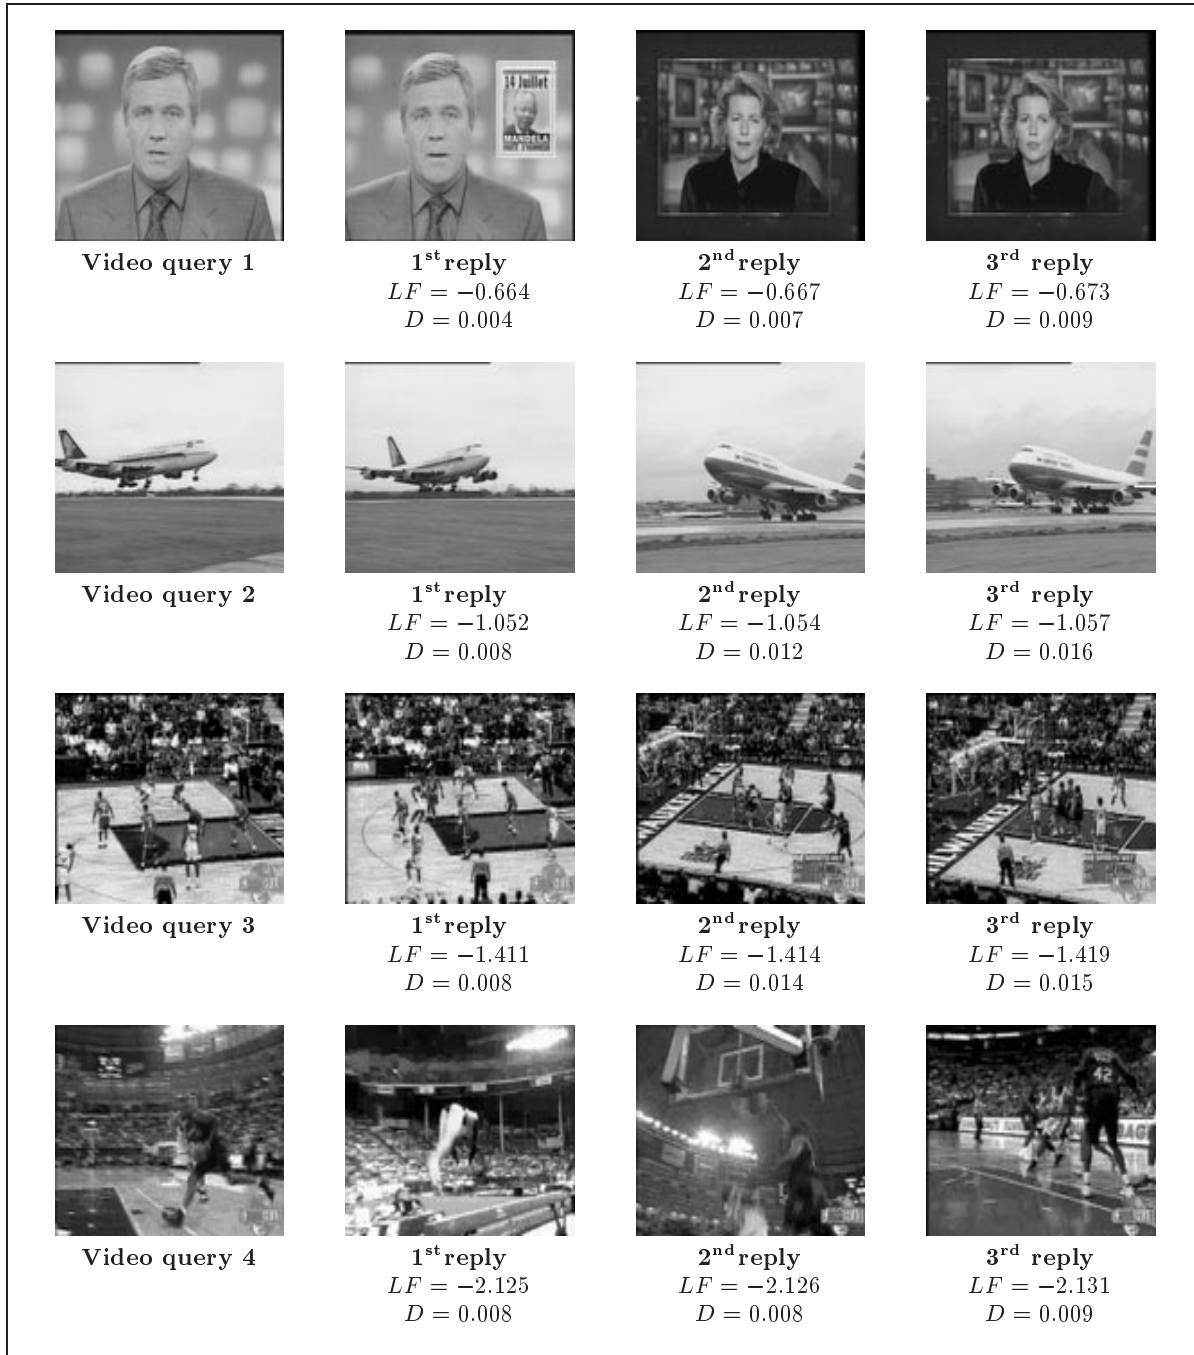 14 Juillet
MANDELA
Video query 1
1st reply
LF = −0.664
D = 0.004
2nd reply
LF = −0.667
D = 0.007
3rd reply
LF = −0.673
D = 0.009
Video query 2
1st reply
LF = −1.052
D = 0.008
2nd reply
LF = −1.054
D = 0.012
3rd reply
LF = −1.057
D = 0.016
MILWAUKEE
Video query 3
1st reply
LF = −1.411
D = 0.008
2nd reply
LF = −1.414
D = 0.014
3rd reply
LF = −1.419
D = 0.015
42
Video query 4
1st reply
LF = −2.125
D = 0.008
2nd reply
LF = −2.126
D = 0.008
3rd reply
LF = −2.131
D = 0.009